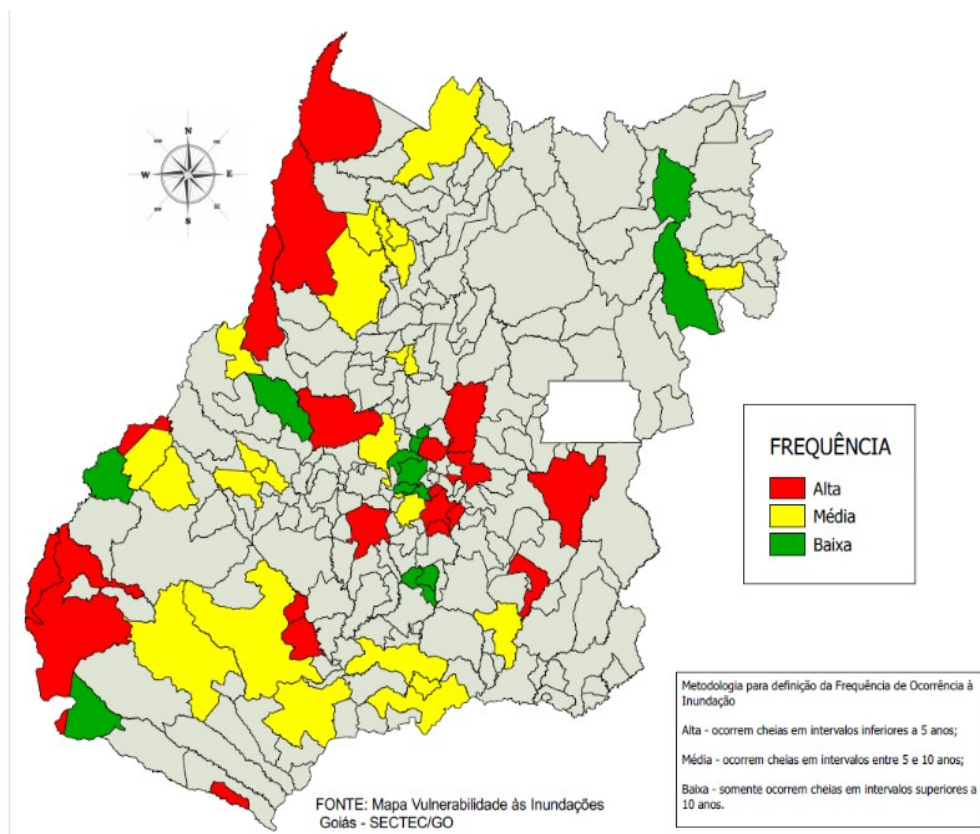 N
W
E
S
FREQUÊNCIA
Alta
Média
Baixa
Metodologia para definição da Frequência de Ocorrência à
Inundação
Alta - ocorrem cheias em intervalos inferiores a 5 anos;
Média - ocorrem cheias em intervalos entre 5 e 10 anos;
Baixa - somente ocorrem cheias em intervalos superiores a
10 anos.
FONTE: Mapa Vulnerabilidade às Inundações
Goiás - SECTEC/GO